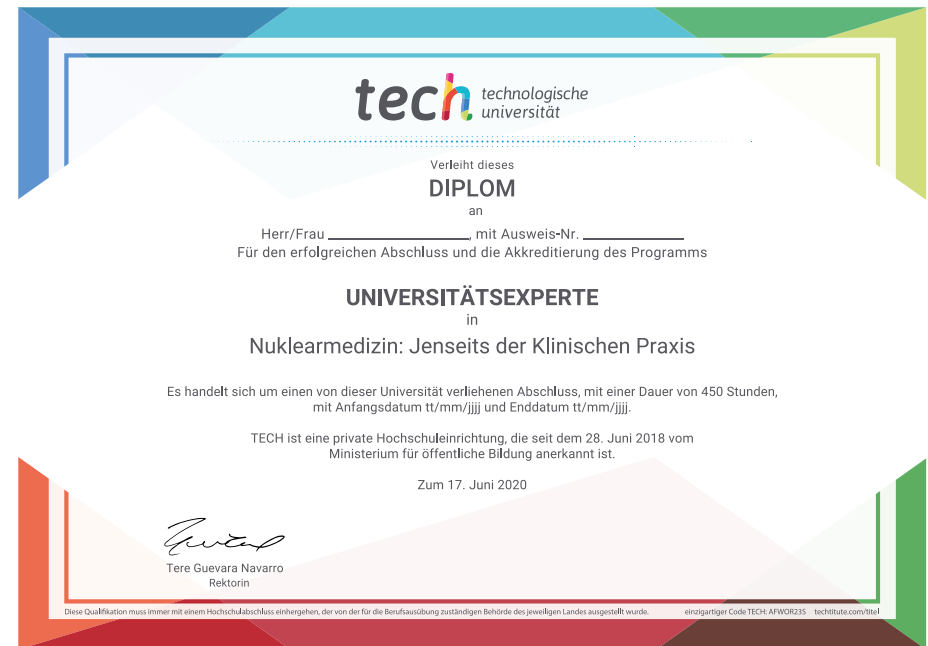 tech technologische
universität
Verleiht dieses
DIPLOM
an
Herr/Frau ____________, mit Ausweis-Nr. ____________
Für den erfolgreichen Abschluss und die Akkreditierung des Programms
UNIVERSITÄTSEXPERTE
in
Nuklearmedizin: Jenseits der Klinischen Praxis
Es handelt sich um einen von dieser Universität verliehenen Abschluss, mit einer Dauer von 450 Stunden,
mit Anfangsdatum tt/mm/jjjj und Enddatum tt/mm/jjjj.
TECH ist eine private Hochschuleinrichtung, die seit dem 28. Juni 2018 vom
Ministerium für öffentliche Bildung anerkannt ist.
Zum 17. Juni 2020
Tere Guevara Navarro
Rektorin
Diese Qualifikation muss immer mit einem Hochschulabschluss einhergehen, der von der für die Berufsausübung zuständigen Behörde des jeweiligen Landes ausgestellt wurde. einzigartiger Code TECH: AFWOR23S techtitute.com/titel